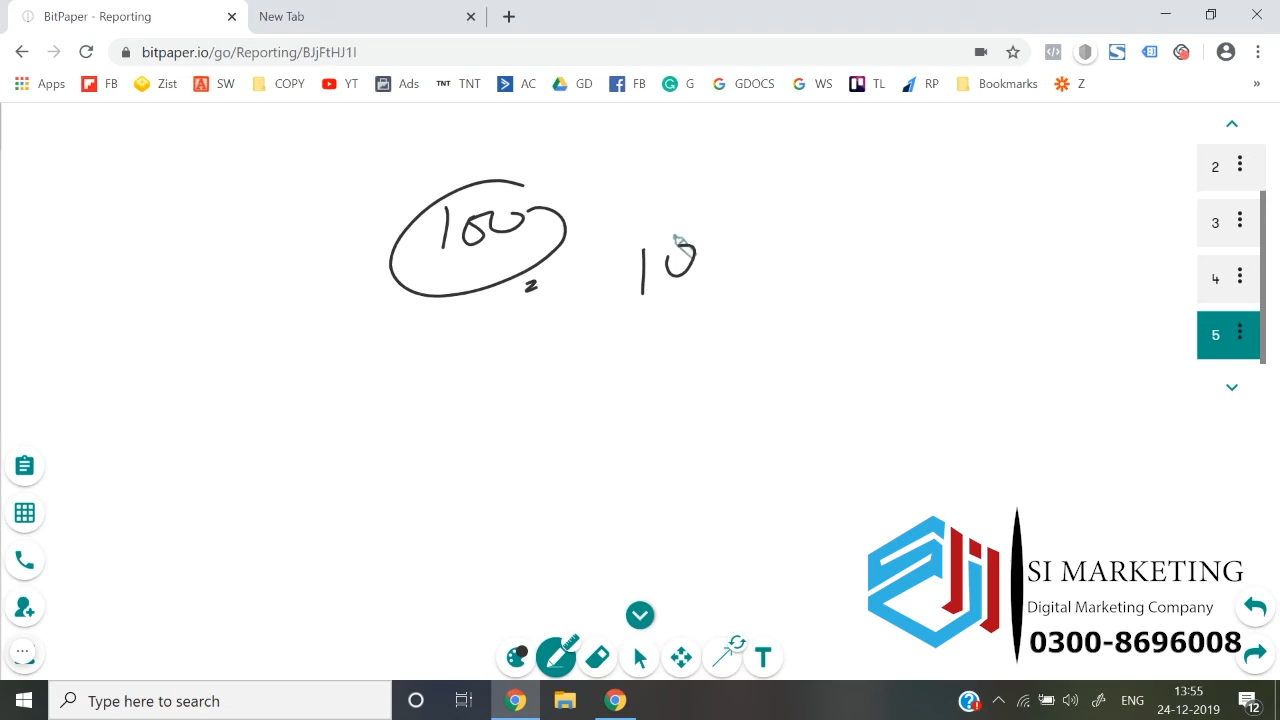 BitPaper - Reporting
New Tab
bitpaper.io/go/Reporting/BJjFtHJ1I
Apps FB Zist SW COPY YT Ads TNT TNT AC GD FB G GDOCS WS TL RP Bookmarks Z »
100
10
2
3
4
5
SI MARKETING
Digital Marketing Company
0300-8696008
T
Type here to search
ENG
13:55
24-12-2019
12